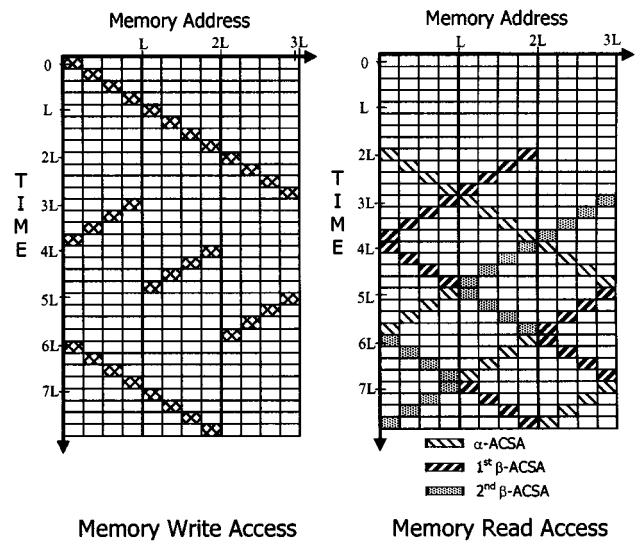 Memory Address
L 2L 3L
0
L
2L
3L
4L
5L
6L
7L
T
I
M
E
Memory Write Access
Memory Address
L 2L 3L
0
L
2L
3L
4L
5L
6L
7L
T
I
M
E
α-ACSA
1st β-ACSA
2nd β-ACSA
Memory Read Access